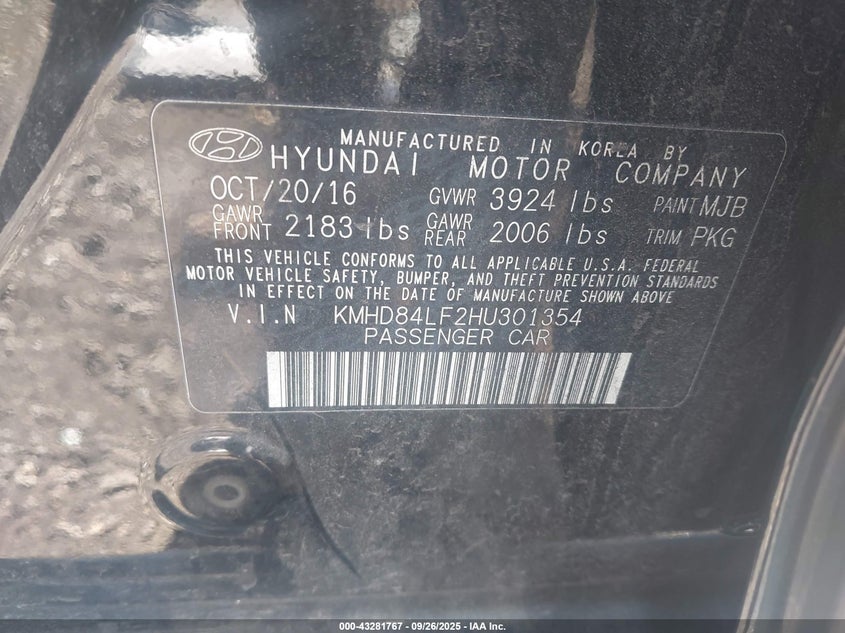 MANUFACTURED IN KOREA BY
HYUNDAI MOTOR COMPANY
OCT/20/16 GVWR 3924 lbs PAINT MJB
GAWR FRONT 2183 lbs GAWR REAR 2006 lbs TRIM PKG
THIS VEHICLE CONFORMS TO ALL APPLICABLE U.S.A. FEDERAL
MOTOR VEHICLE SAFETY, BUMPER, AND THEFT PREVENTION STANDARDS
IN EFFECT ON THE DATE OF MANUFACTURE SHOWN ABOVE
V.I.N KMHD84LF2HU301354
PASSENGER CAR
000-43281767 - 09/26/2025 - IAA Inc.